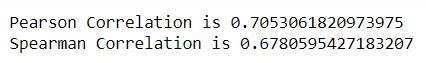 Pearson Correlation is 0.7053061820973975
Spearman Correlation is 0.6780595427183207